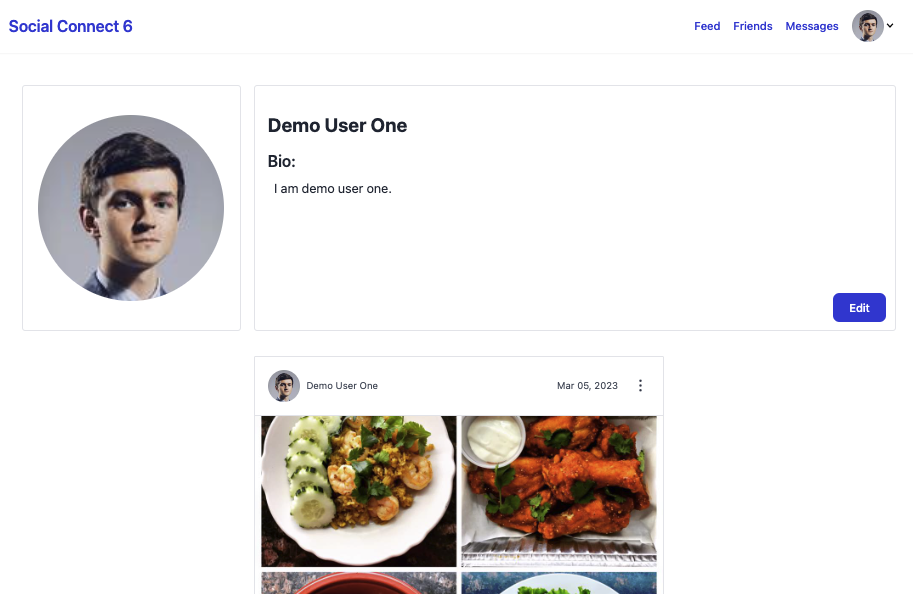 Social Connect 6
Feed Friends Messages
Demo User One
Bio:
I am demo user one.
Edit
Demo User One Mar 05, 2023